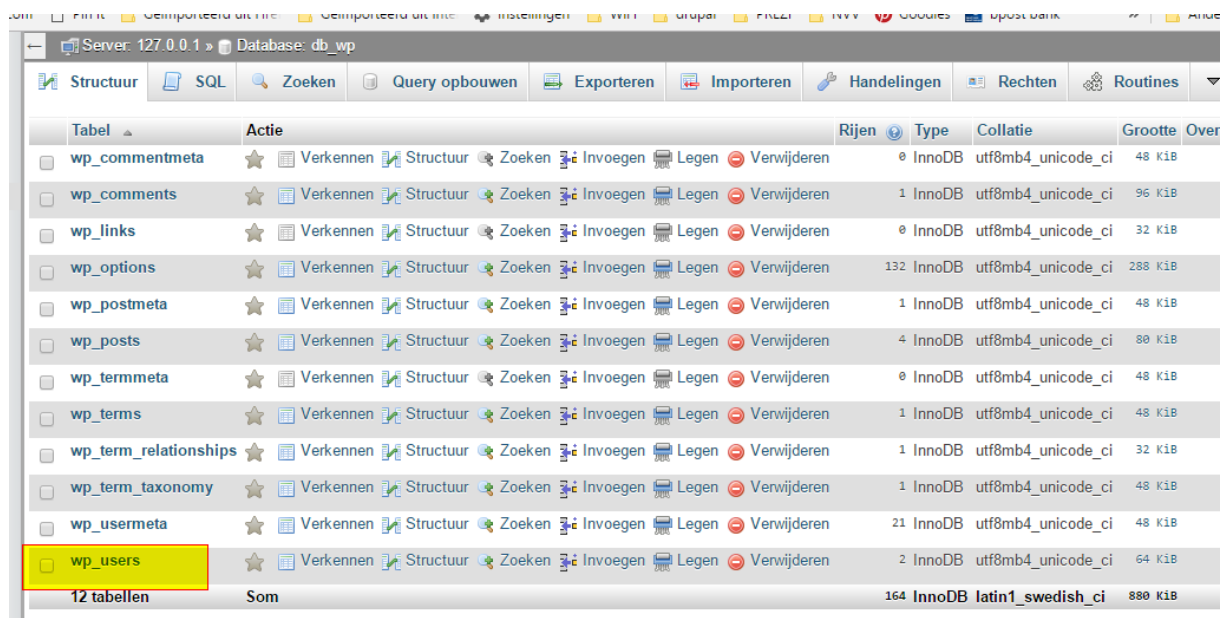 Server: 127.0.0.1 » Database: db_wp
Structuur SQL Zoeken Query opbouwen Exporteren Importeren Handelingen Rechten Routines
Tabel Actie Rijen Type Collatie Grootte Over
wp_commentmeta Verkennen Structuur Zoeken Invoegen Legen Verwijderen 0 InnoDB utf8mb4_unicode_ci 48 KiB
wp_comments Verkennen Structuur Zoeken Invoegen Legen Verwijderen 1 InnoDB utf8mb4_unicode_ci 96 KiB
wp_links Verkennen Structuur Zoeken Invoegen Legen Verwijderen 0 InnoDB utf8mb4_unicode_ci 32 KiB
wp_options Verkennen Structuur Zoeken Invoegen Legen Verwijderen 132 InnoDB utf8mb4_unicode_ci 288 KiB
wp_postmeta Verkennen Structuur Zoeken Invoegen Legen Verwijderen 1 InnoDB utf8mb4_unicode_ci 48 KiB
wp_posts Verkennen Structuur Zoeken Invoegen Legen Verwijderen 4 InnoDB utf8mb4_unicode_ci 80 KiB
wp_termmeta Verkennen Structuur Zoeken Invoegen Legen Verwijderen 0 InnoDB utf8mb4_unicode_ci 48 KiB
wp_terms Verkennen Structuur Zoeken Invoegen Legen Verwijderen 1 InnoDB utf8mb4_unicode_ci 48 KiB
wp_term_relationships Verkennen Structuur Zoeken Invoegen Legen Verwijderen 1 InnoDB utf8mb4_unicode_ci 32 KiB
wp_term_taxonomy Verkennen Structuur Zoeken Invoegen Legen Verwijderen 1 InnoDB utf8mb4_unicode_ci 48 KiB
wp_usermeta Verkennen Structuur Zoeken Invoegen Legen Verwijderen 21 InnoDB utf8mb4_unicode_ci 48 KiB
wp_users Verkennen Structuur Zoeken Invoegen Legen Verwijderen 2 InnoDB utf8mb4_unicode_ci 64 KiB
12 tabellen Som 164 InnoDB latin1_swedish_ci 880 KiB